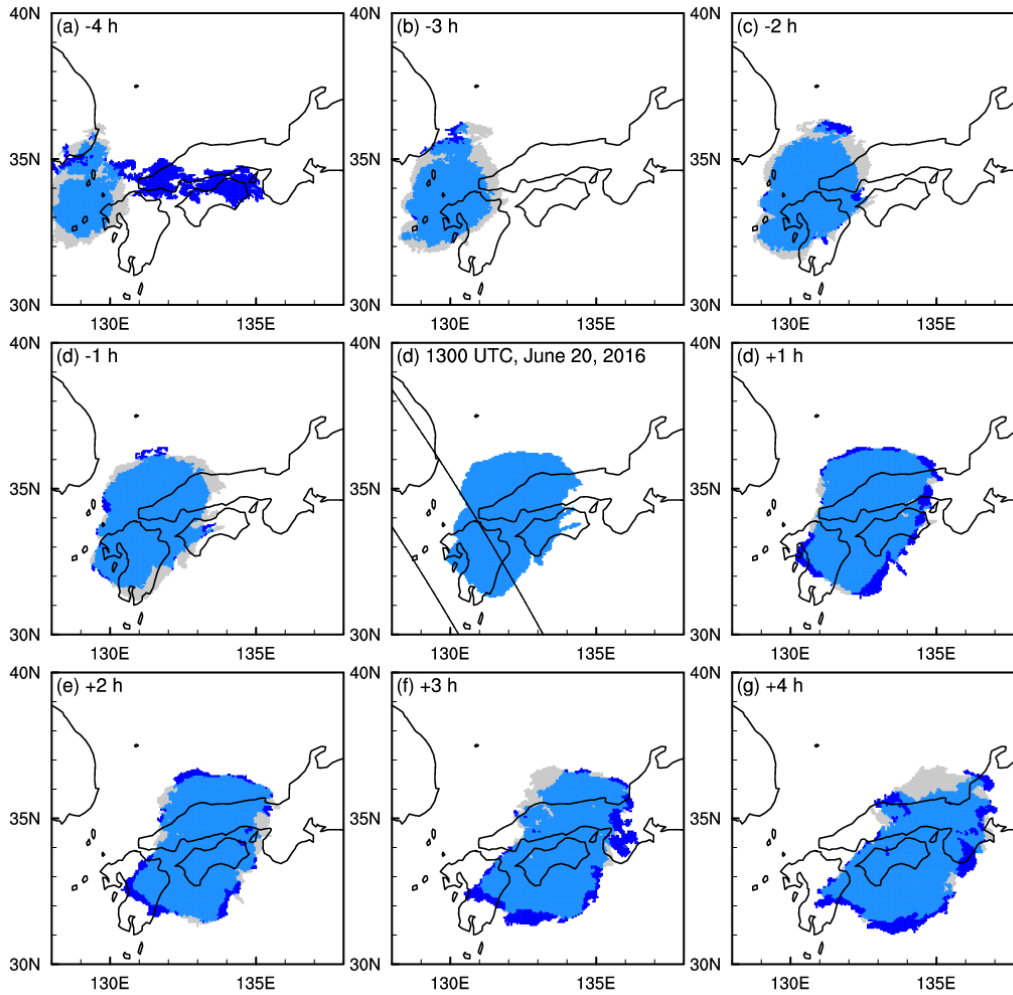 40N
(a) -4 h
(b) -3 h
(c) -2 h
35N
30N
130E
135E
40N
35N
30N
130E
135E
40N
35N
30N
130E
135E
40N
(d) -1 h
(d) 1300 UTC, June 20, 2016
(d) +1 h
35N
30N
130E
135E
40N
35N
30N
130E
135E
40N
35N
30N
130E
135E
40N
(e) +2 h
(f) +3 h
(g) +4 h
35N
30N
130E
135E
40N
35N
30N
130E
135E
40N
35N
30N
130E
135E